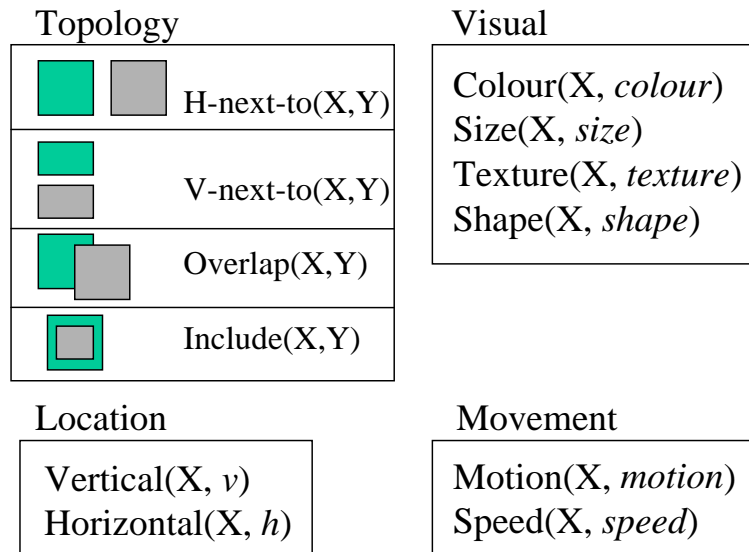 Topology
H-next-to(X,Y)
V-next-to(X,Y)
Overlap(X,Y)
Include(X,Y)
Visual
Colour(X, colour)
Size(X, size)
Texture(X, texture)
Shape(X, shape)
Location
Vertical(X, v)
Horizontal(X, h)
Movement
Motion(X, motion)
Speed(X, speed)